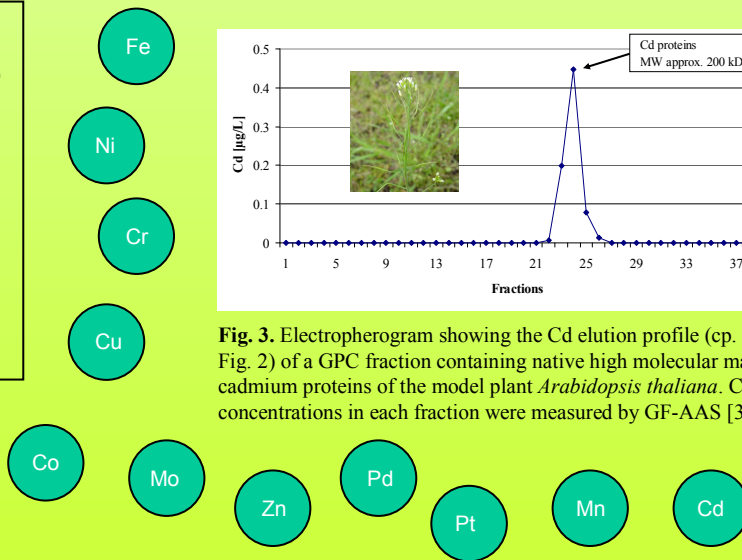 Fe
Ni
Cr
Cu
0.5
0.4
0.3
0.2
0.1
0
Cd [µg/L]
Cd proteins
MW approx. 200 kD
1 5 9 13 17 21 25 29 33 37
Fractions
Fig. 3. Electropherogram showing the Cd elution profile (cp.
Fig. 2) of a GPC fraction containing native high molecular ma
cadmium proteins of the model plant Arabidopsis thaliana. C
concentrations in each fraction were measured by GF-AAS [3
Co
Mo
Zn
Pd
Pt
Mn
Cd